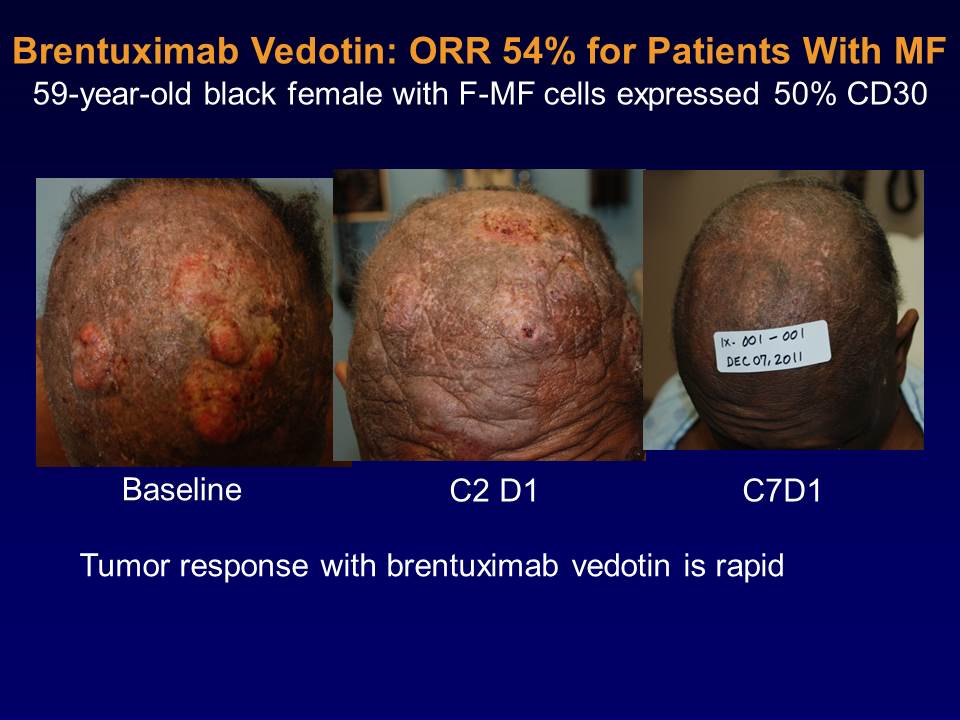 Brentuximab Vedotin: ORR 54% for Patients With MF
59-year-old black female with F-MF cells expressed 50% CD30
IX- 001 - 001
DEC 07, 2011
Baseline
C2 D1
C7D1
Tumor response with brentuximab vedotin is rapid